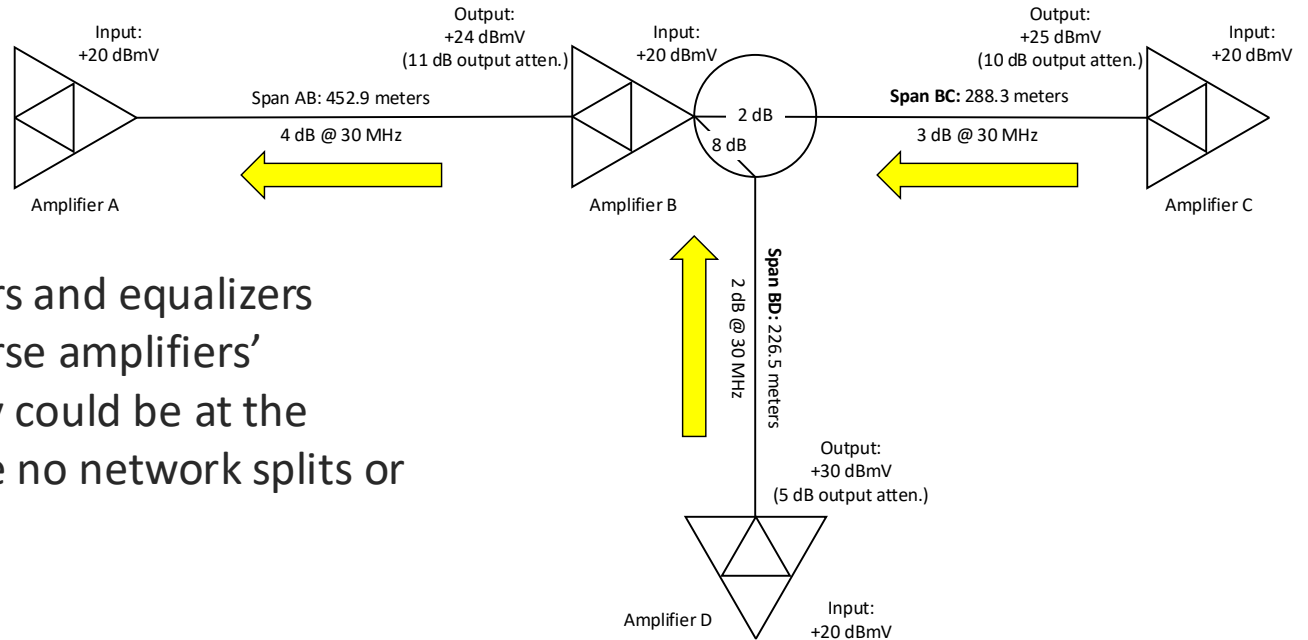 Input:
+20 dBmV
Output:
+24 dBmV
(11 dB output atten.)
Input:
+20 dBmV
Output:
+25 dBmV
(10 dB output atten.)
Input:
+20 dBmV
Span AB: 452.9 meters
4 dB @ 30 MHz
2 dB
8 dB
Span BC: 288.3 meters
3 dB @ 30 MHz
Amplifier A
Amplifier B
Amplifier C
Span BD: 226.5 meters
2 dB @ 30 MHz
rs and equalizers
rse amplifiers’
y could be at the
e no network splits or
Output:
+30 dBmV
(5 dB output atten.)
Amplifier D
Input:
+20 dBmV